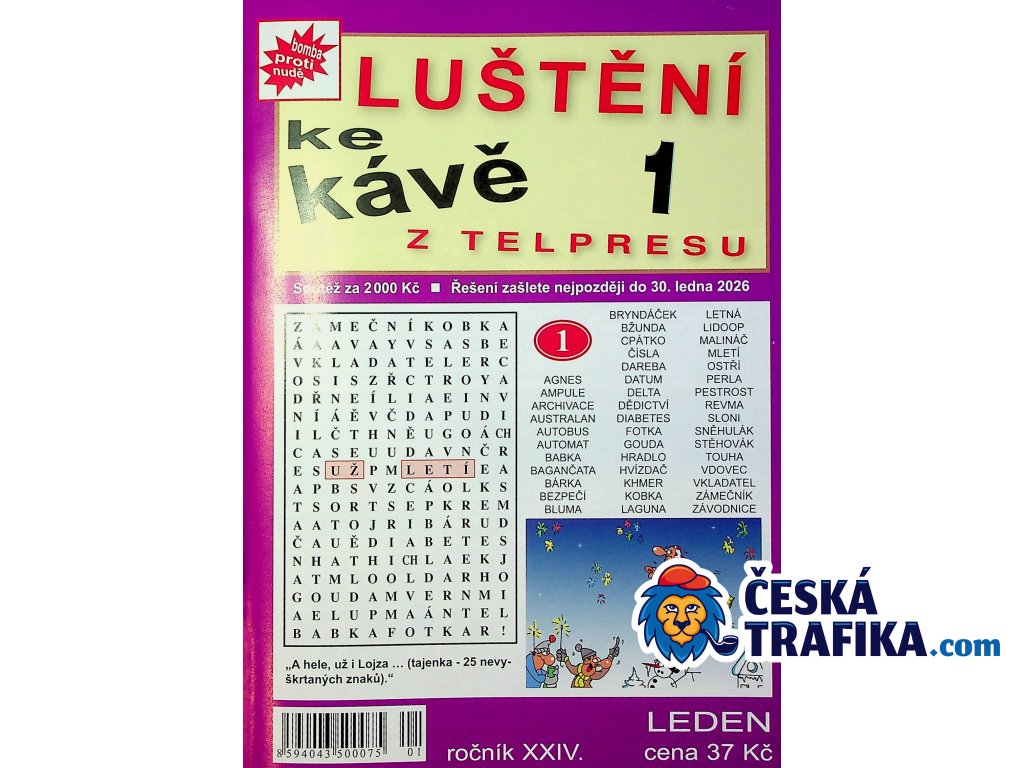 bomba
proti
nudě
LUŠTĚNÍ
ke
kávě 1
Z TELPRESU
Soutěž za 2000 Kč ■ Řešení zašlete nejpozději do 30. ledna 2026
Z Á M E Č N Í K O B K A
Á A A V A Y V S A S B E
V K L A D A T E L E R C
O S I S Z Ř C T R O Y A
D Ř N E Í L I A E I N V
N Í Á Ě V Č D A P U D I
I L Č T H N Ě U G O Á CH
C A S E U U D A V N Č R
E S U Ž P M L E T Í E A
A P B S V Z C Á O L K S
T S O R T S E P K R E M
A A T O J R I B Á R U D
Č A U Ě D I A B E T E S
N H A T H I CH L A E K J
A T M L O O L D A R H O
G O U D A M V E R N M I
A E L U P M A Á N T E L
B A B K A F O T K A R !
1
AGNES
AMPULE
ARCHIVACE
AUSTRALAN
AUTOBUS
AUTOMAT
BABKA
BAGANČATA
BÁRKA
BEZPEČÍ
BLUMA
BRYNDÁČEK
BŽUNDA
CPÁTKO
ČÍSLA
DAREBA
DATUM
DELTA
DĚDICTVÍ
DIABETES
FOTKA
GOUDA
HRADLO
HVÍZDAČ
KHMER
KOBKA
LAGUNA
LETNÁ
LIDOOP
MALINÁČ
MLETÍ
OSTŘÍ
PERLA
PESTROST
REVMA
SLONI
SNĚHULÁK
STĚHOVÁK
TOUHA
VDOVEC
VKLADATEL
ZÁMEČNÍK
ZÁVODNICE
„A hele, už i Lojza ... (tajenka - 25 nevy-
škrtaných znaků).“
ČESKÁ
TRAFIKA.com
8 594043 500075 01
ročník XXIV.
LEDEN
cena 37 Kč